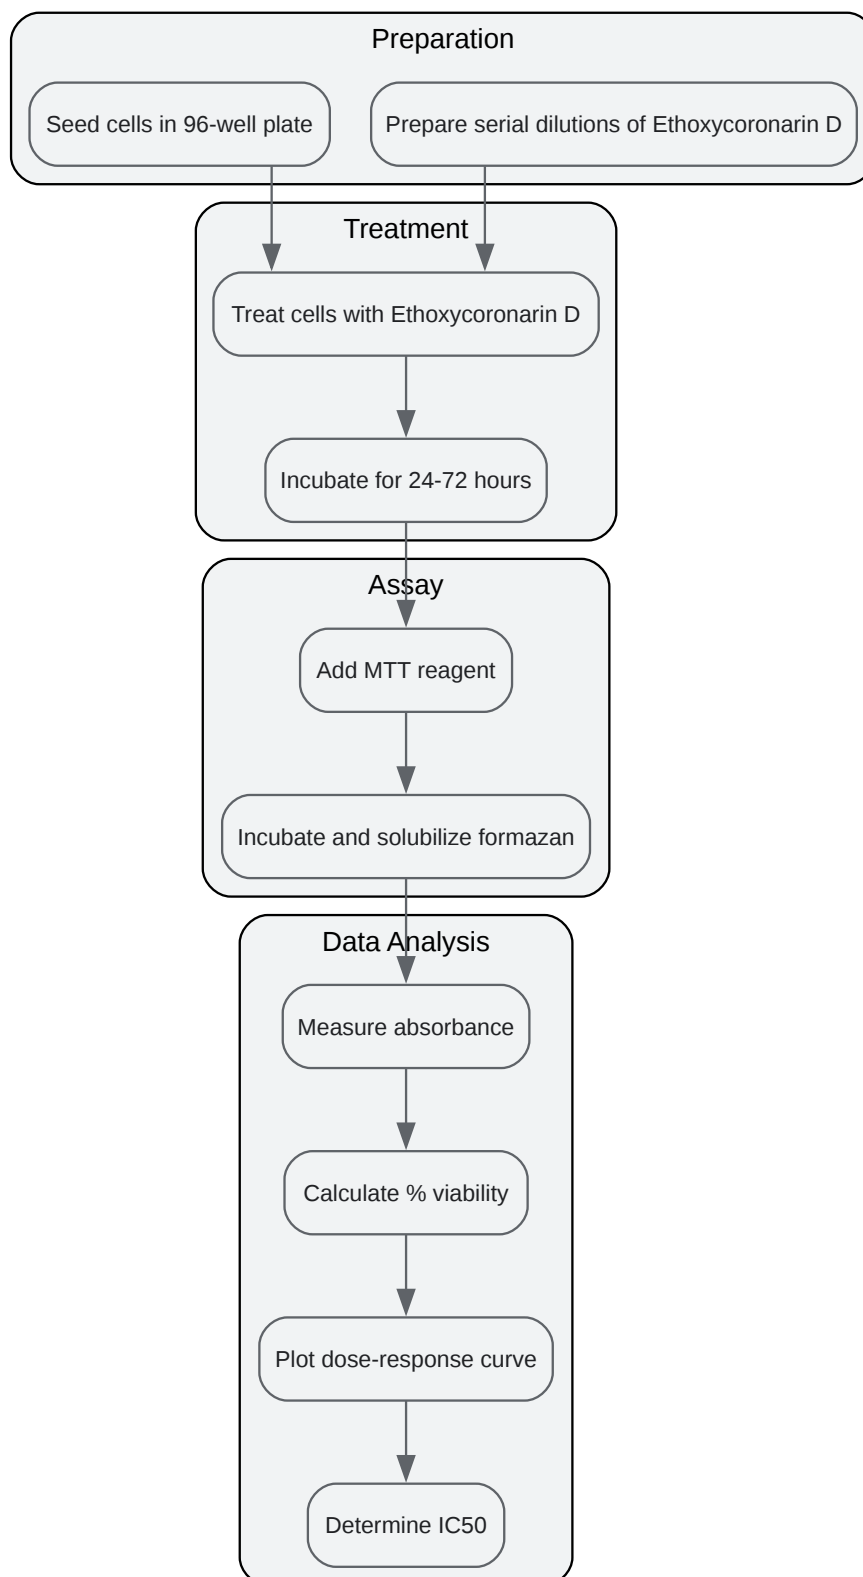 Preparation
Seed cells in 96-well plate
Prepare serial dilutions of Ethoxycoronarin D
Treatment
Treat cells with Ethoxycoronarin D
Incubate for 24-72 hours
Assay
Add MTT reagent
Incubate and solubilize formazan
Data Analysis
Measure absorbance
Calculate % viability
Plot dose-response curve
Determine IC50